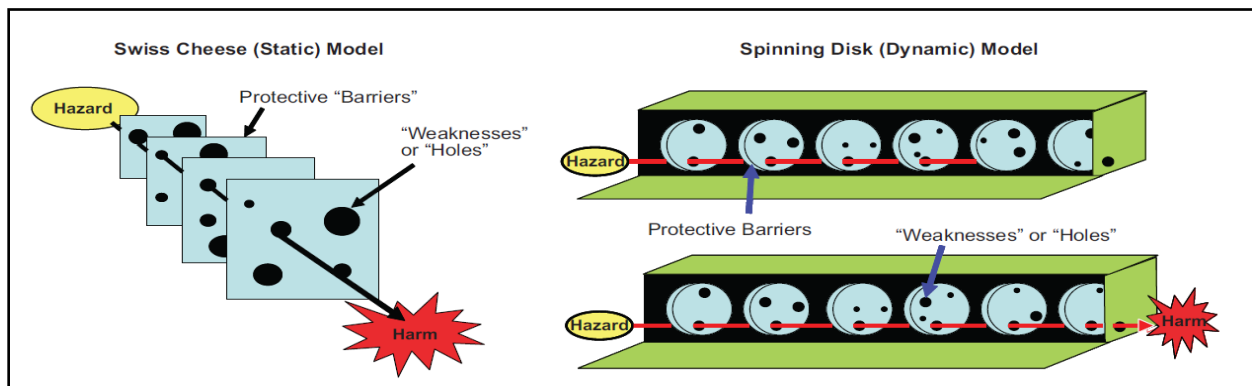 Swiss Cheese (Static) Model
Hazard
Protective “Barriers”
“Weaknesses”
or “Holes”
Harm
Spinning Disk (Dynamic) Model
Hazard
Protective Barriers
“Weaknesses” or “Holes”
Hazard
Harm